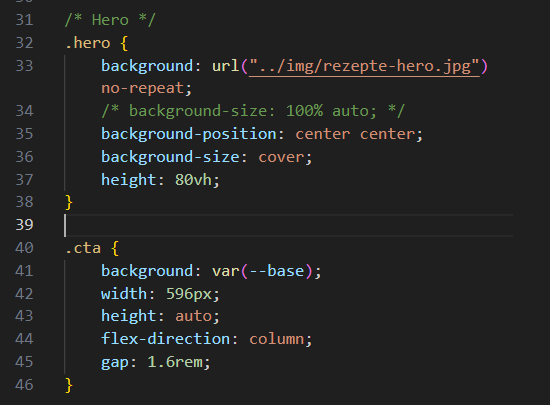 31 /* Hero */
32 .hero {
33 background: url("../img/rezepte-hero.jpg")
no-repeat;
34 /* background-size: 100% auto; */
35 background-position: center center;
36 background-size: cover;
37 height: 80vh;
38 }
39
40 .cta {
41 background: var(--base);
42 width: 596px;
43 height: auto;
44 flex-direction: column;
45 gap: 1.6rem;
46 }